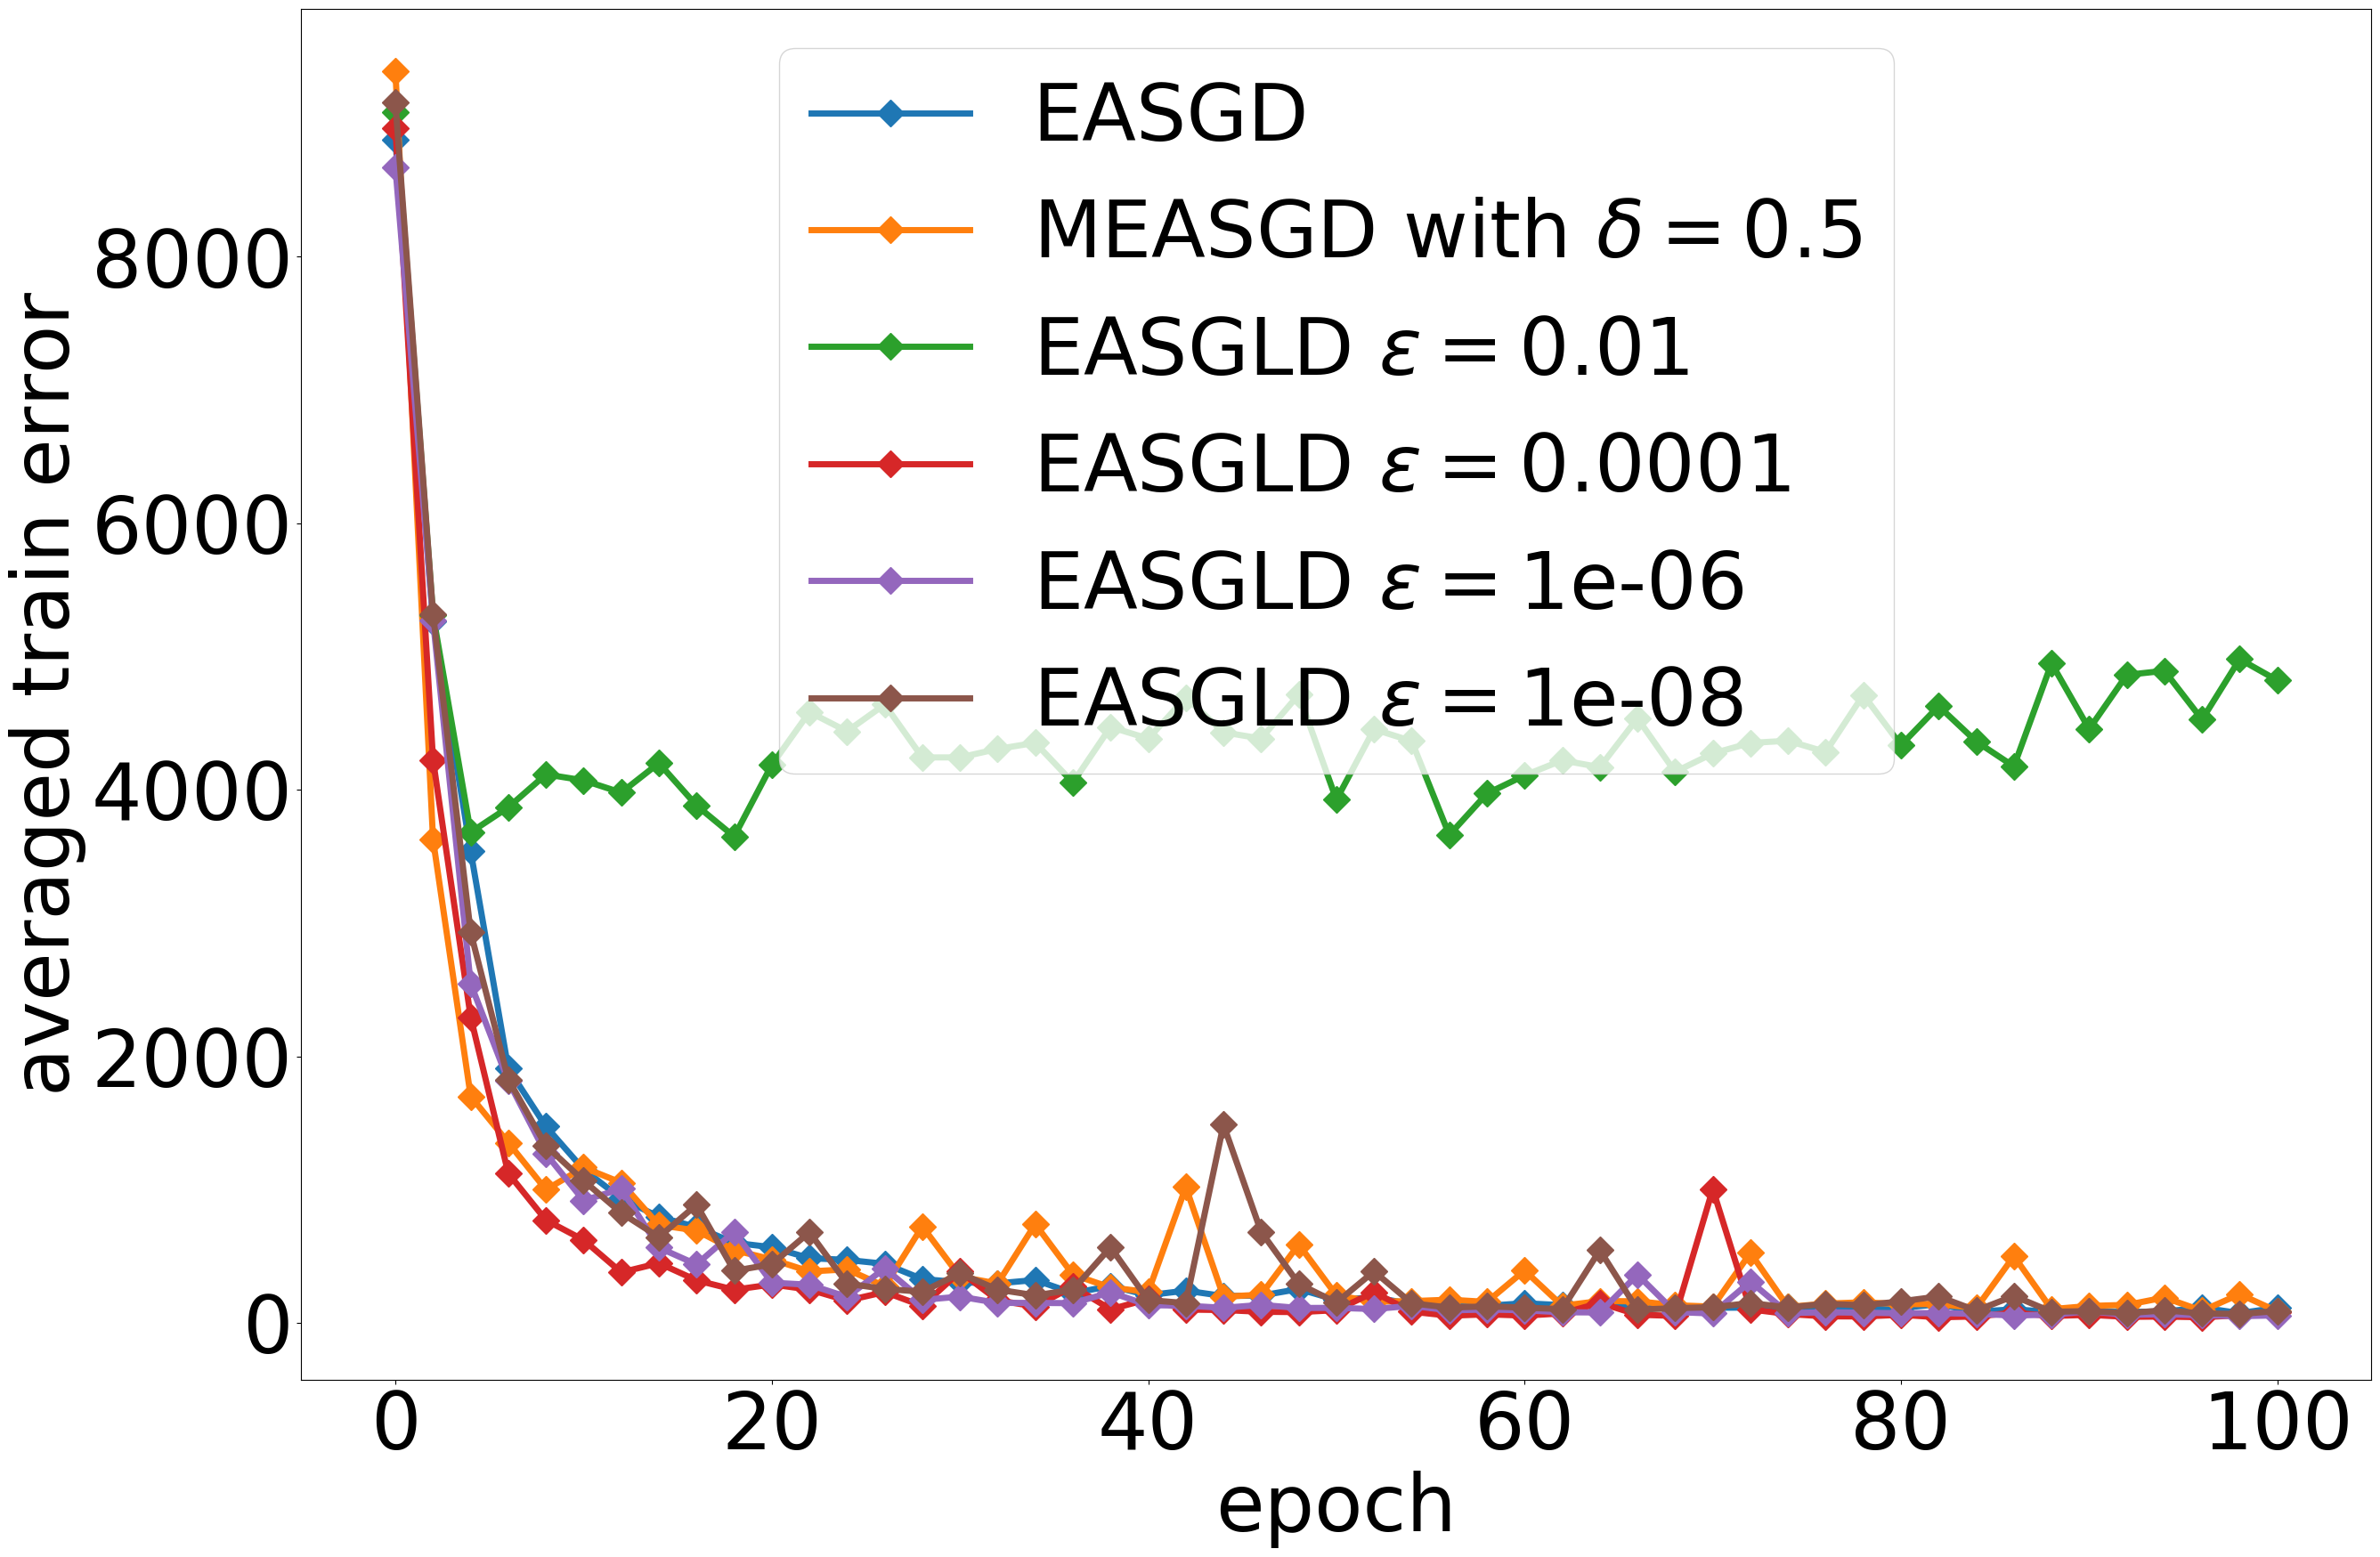 averaged train error
8000
6000
4000
2000
0
EASGD
MEASGD with δ = 0.5
EASGLD ε = 0.01
EASGLD ε = 0.0001
EASGLD ε = 1e-06
EASGLD ε = 1e-08
0 20 40 60 80 100
epoch